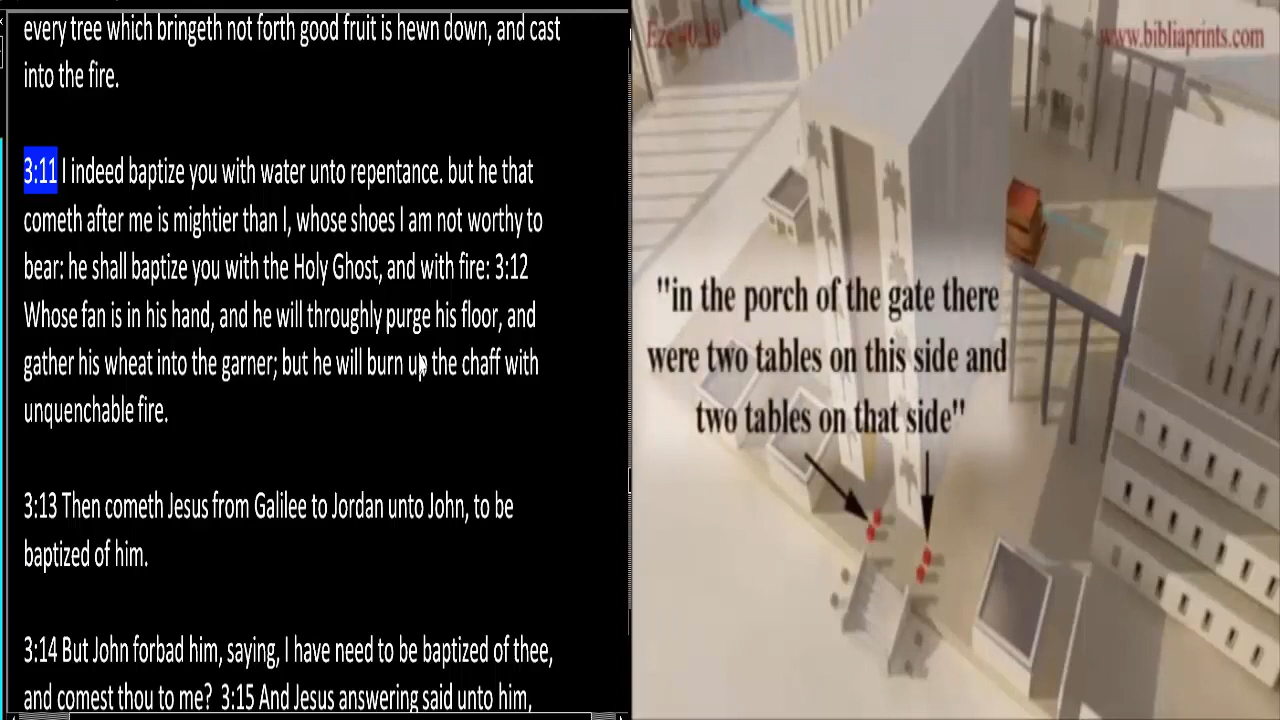 every tree which bringeth not forth good fruit is hewn down, and cast
into the fire.
3:11 I indeed baptize you with water unto repentance. but he that
cometh after me is mightier than I, whose shoes I am not worthy to
bear: he shall baptize you with the Holy Ghost, and with fire: 3:12
Whose fan is in his hand, and he will throughly purge his floor, and
gather his wheat into the garner; but he will burn up the chaff with
unquenchable fire.
3:13 Then cometh Jesus from Galilee to Jordan unto John, to be
baptized of him.
3:14 But John forbad him, saying, I have need to be baptized of thee,
and comest thou to me? 3:15 And Jesus answering said unto him,
Eze 40:39
www.bibliaprints.com
"in the porch of the gate there
were two tables on this side and
two tables on that side"